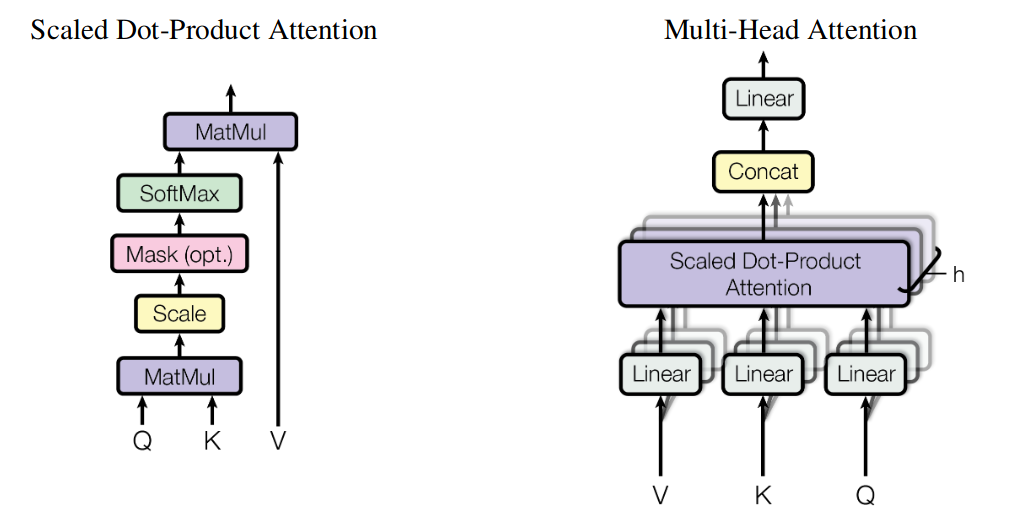 Scaled Dot-Product Attention
MatMul
SoftMax
Mask (opt.)
Scale
MatMul
Q K V
Multi-Head Attention
Linear
Concat
Scaled Dot-Product
Attention
h
Linear Linear Linear
V K Q